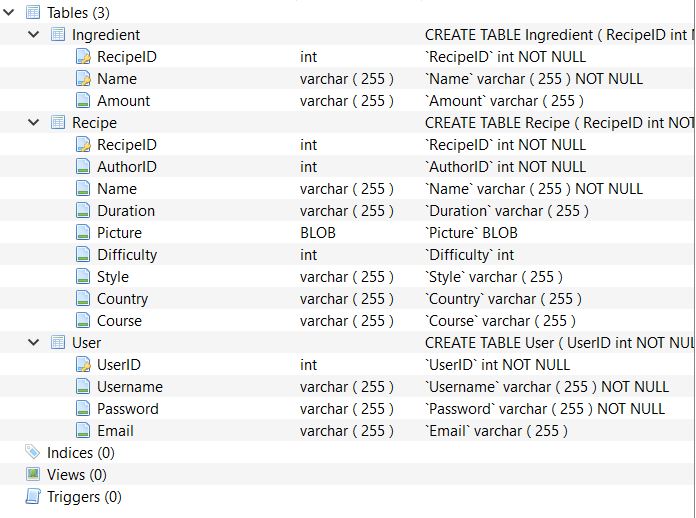 Tables (3)
Ingredient CREATE TABLE Ingredient ( RecipeID int
RecipeID int `RecipeID` int NOT NULL
Name varchar ( 255 ) `Name` varchar ( 255 ) NOT NULL
Amount varchar ( 255 ) `Amount` varchar ( 255 )
Recipe CREATE TABLE Recipe ( RecipeID int NOT
RecipeID int `RecipeID` int NOT NULL
AuthorID int `AuthorID` int NOT NULL
Name varchar ( 255 ) `Name` varchar ( 255 ) NOT NULL
Duration varchar ( 255 ) `Duration` varchar ( 255 )
Picture BLOB `Picture` BLOB
Difficulty int `Difficulty` int
Style varchar ( 255 ) `Style` varchar ( 255 )
Country varchar ( 255 ) `Country` varchar ( 255 )
Course varchar ( 255 ) `Course` varchar ( 255 )
User CREATE TABLE User ( UserID int NOT NUL
UserID int `UserID` int NOT NULL
Username varchar ( 255 ) `Username` varchar ( 255 ) NOT NULL
Password varchar ( 255 ) `Password` varchar ( 255 ) NOT NULL
Email varchar ( 255 ) `Email` varchar ( 255 )
Indices (0)
Views (0)
Triggers (0)